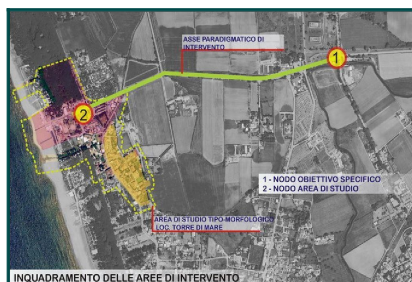 ASSE PARADIGMATICO DI
INTERVENTO
1
2
1 - NODO OBIETTIVO SPECIFICO
2 - NODO AREA DI STUDIO
AREA DI STUDIO TIPO-MORFOLOGICO
LOC. TORRE DI MARE
INQUADRAMENTO DELLE AREE DI INTERVENTO